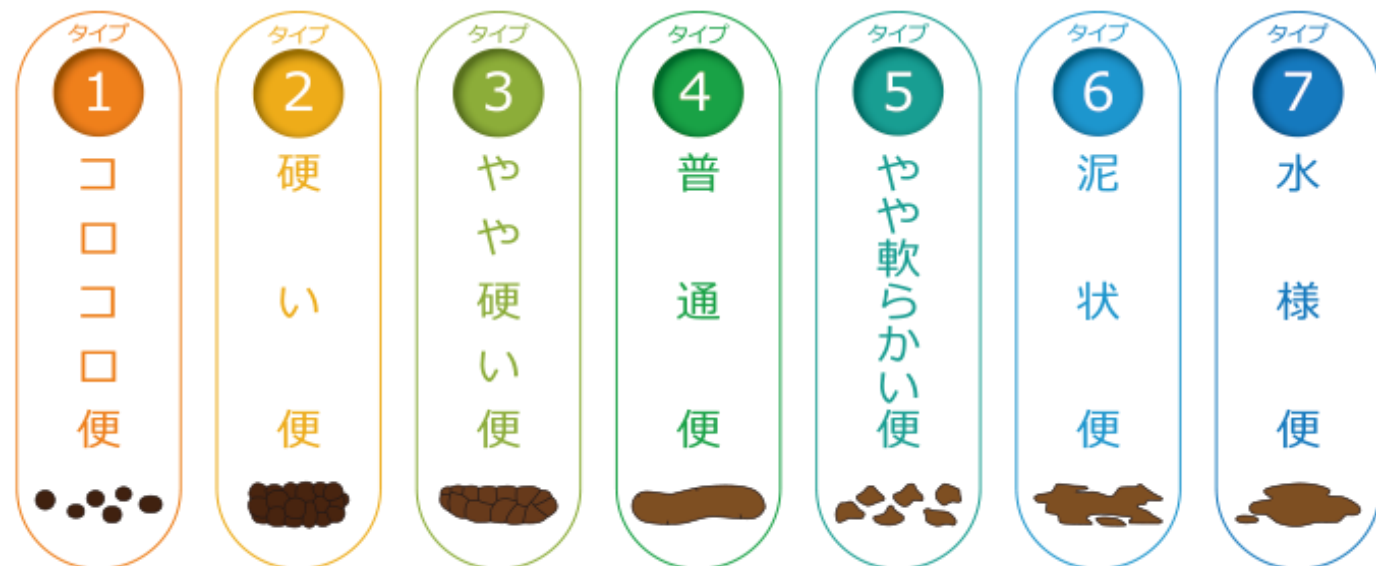 タイプ
1
コロコロ便
タイプ
2
硬い便
タイプ
3
やや硬い便
タイプ
4
普通便
タイプ
5
やや軟らかい便
タイプ
6
泥状便
タイプ
7
水様便